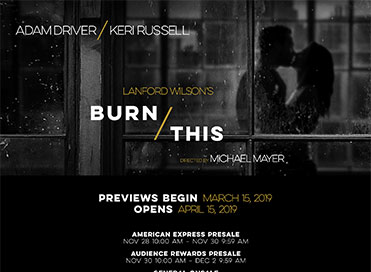 ADAM DRIVER / KERI RUSSELL
LANFORD WILSON'S
BURN /
THIS
DIRECTED BY MICHAEL MAYER
PREVIEWS BEGIN MARCH 15, 2019
OPENS APRIL 15, 2019
AMERICAN EXPRESS PRESALE
NOV 28 10:00 AM – NOV 30 9:59 AM
AUDIENCE REWARDS PRESALE
NOV 30 10:00 AM – DEC 2 9:59 AM
GENERAL ONSALE